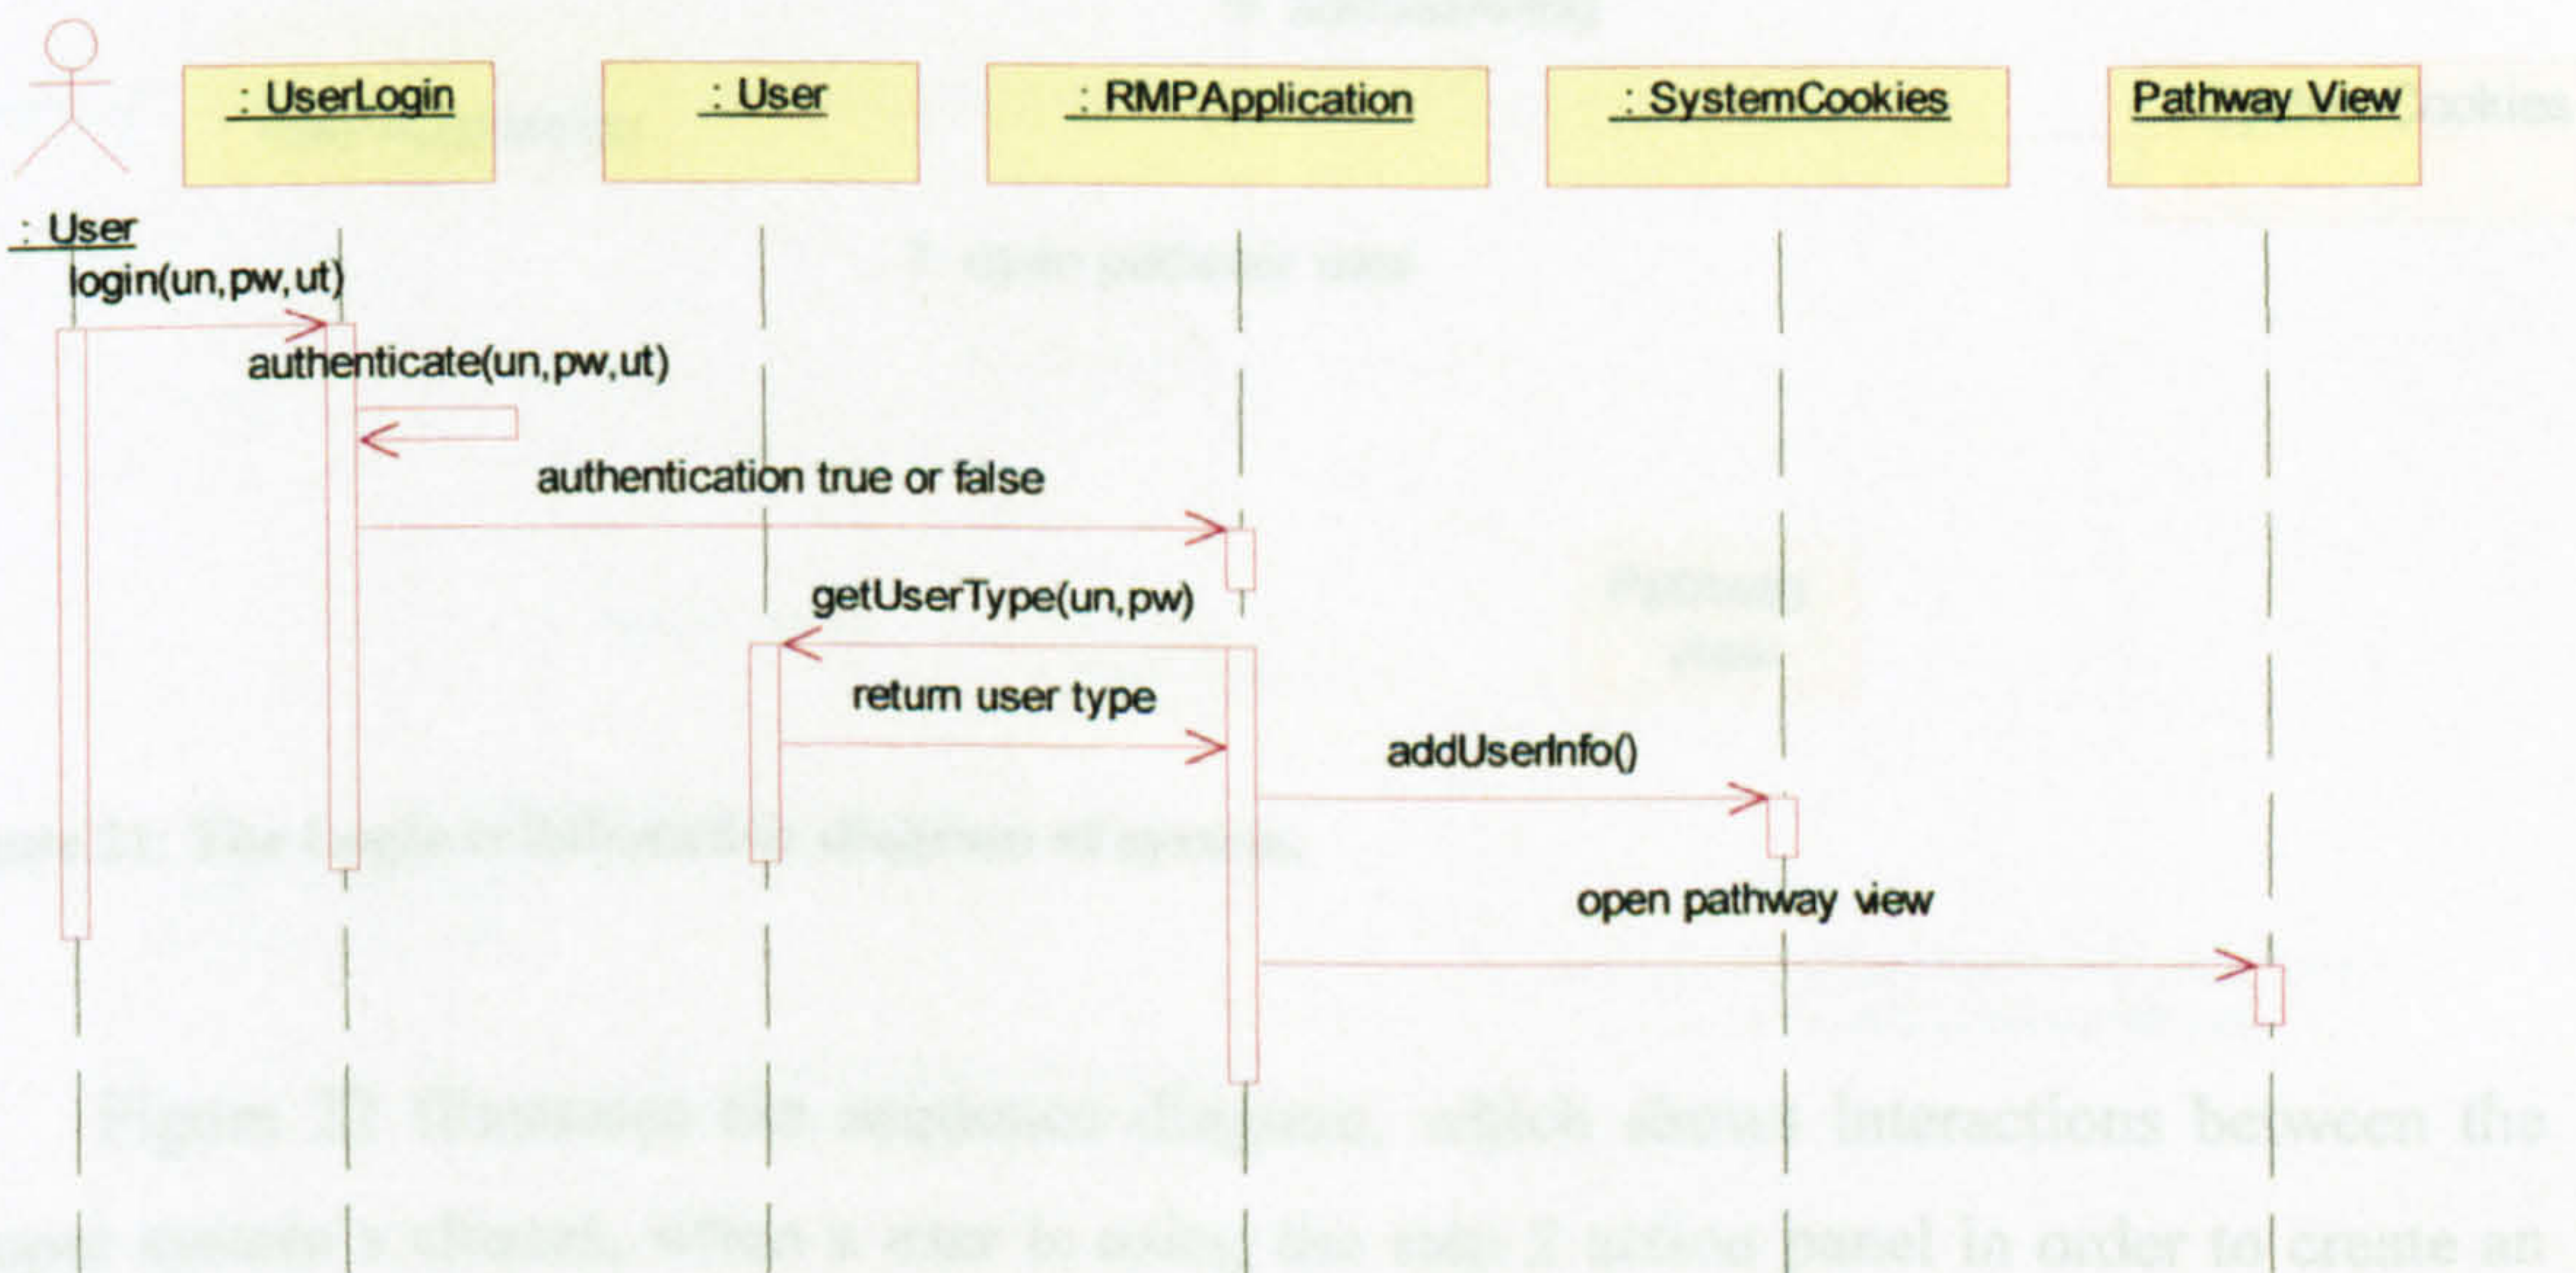 : UserLogin
: User
: RMPApplication
: SystemCookies
Pathway View
: User
login(un,pw,ut)
authenticate(un,pw,ut)
authentication true or false
getUserType(un,pw)
return user type
addUserInfo()
open pathway view